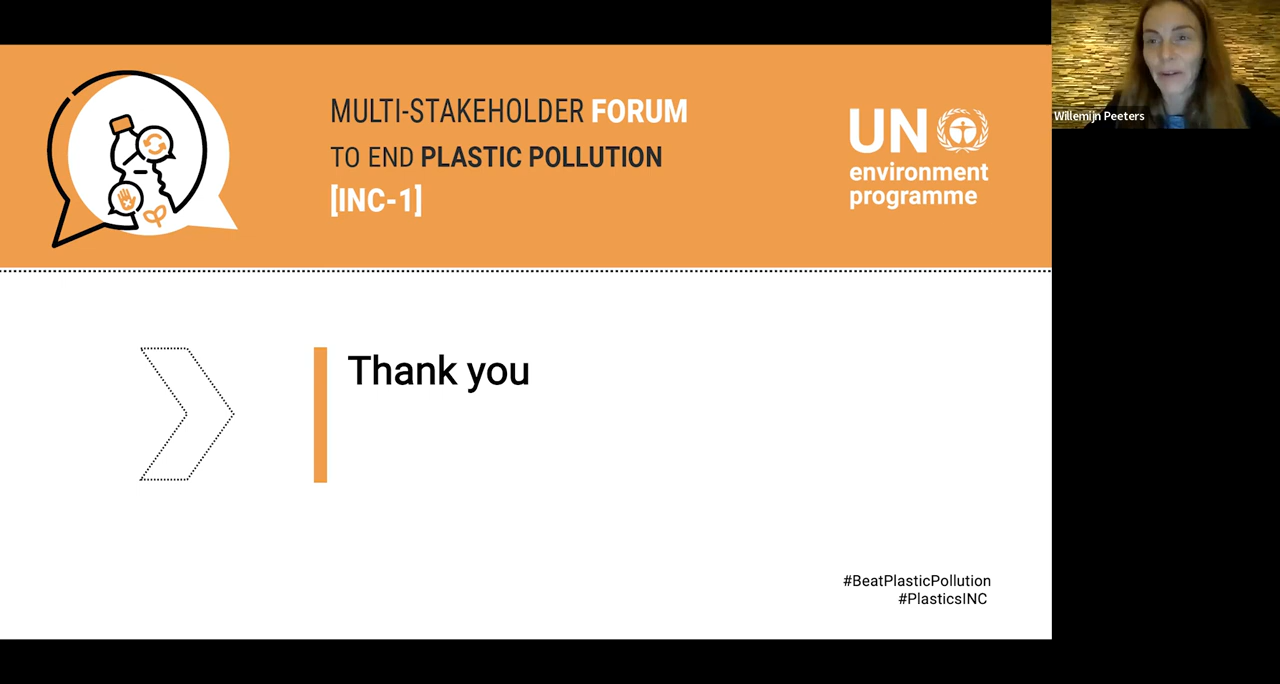 MULTI-STAKEHOLDER FORUM
TO END PLASTIC POLLUTION
[INC-1]
UN
environment
programme
Willemijn Peeters
Thank you
#BeatPlasticPollution
#PlasticsINC